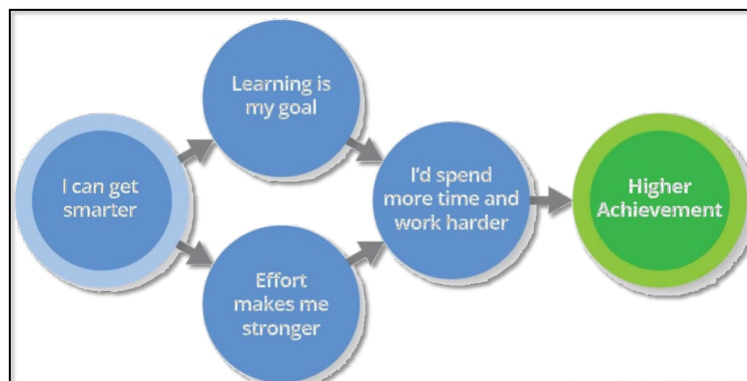 Learning is
my goal
I can get
smarter
I'd spend
more time and
work harder
Higher
Achievement
Effort
makes me
stronger